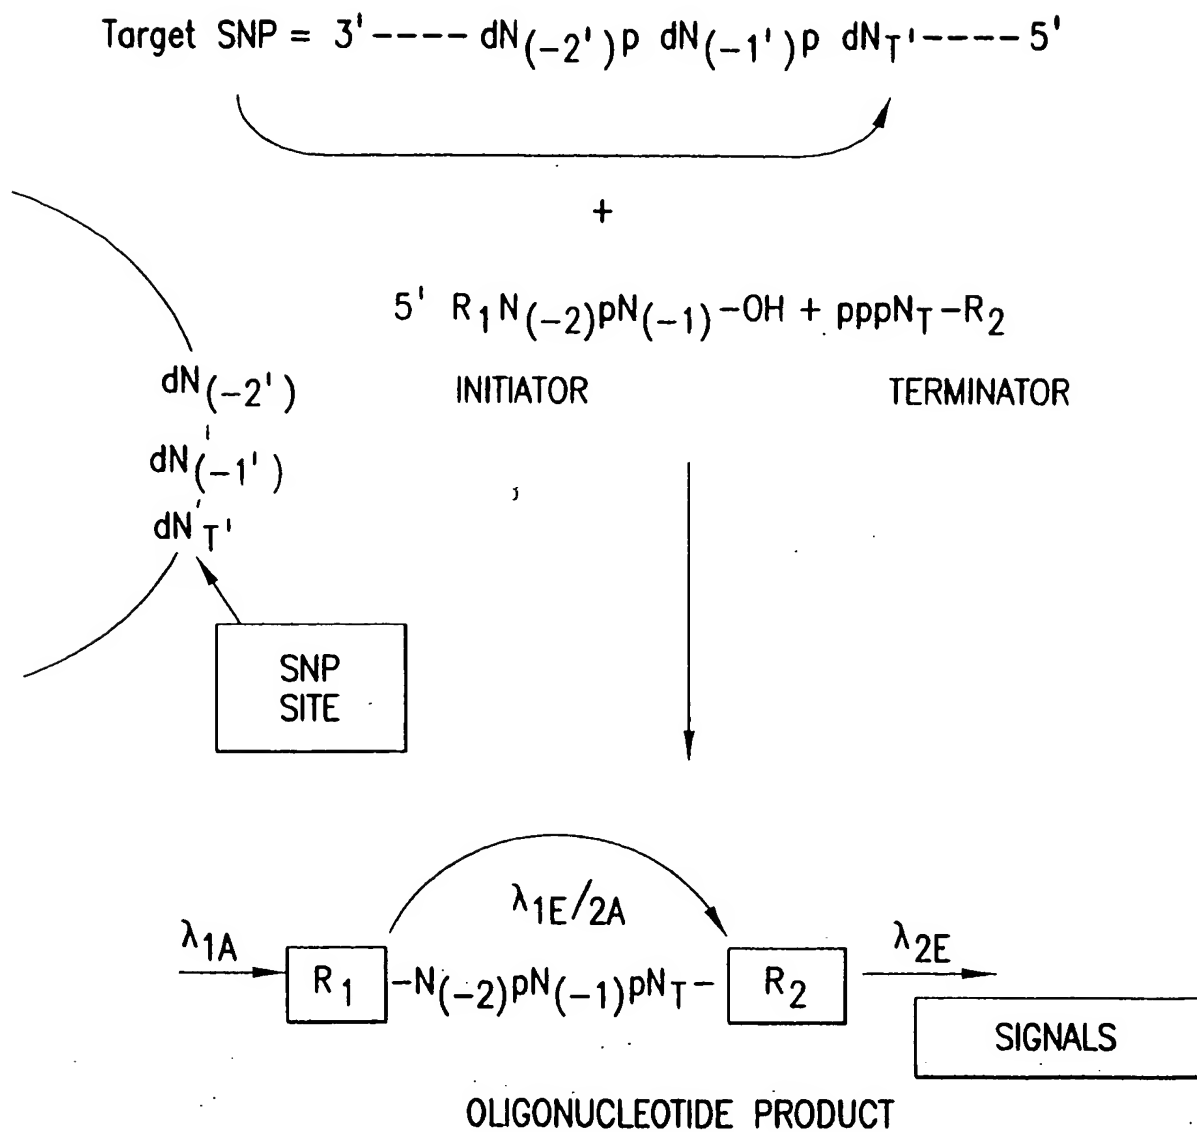 Target SNP = 3'---- dN(-2')p dN(-1')p dNT'----5'
+
5' R1N(-2)pN(-1)-OH + pppNT-R2
INITIATOR TERMINATOR
dN(-2')
dN(-1')
dNT'
SNP
SITE
λ1E/2A
λ1A λ2E
R1 -N(-2)pN(-1)pNT- R2
SIGNALS
OLIGONUCLEOTIDE PRODUCT